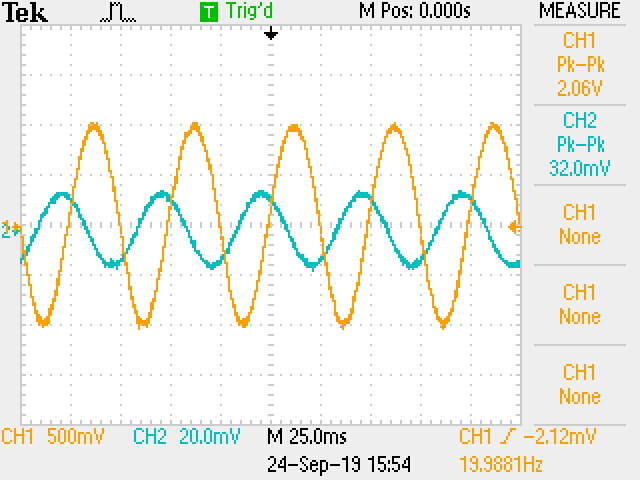 Tek
T Trig'd
M Pos: 0.000s
MEASURE
CH1
Pk-Pk
2.06V
CH2
Pk-Pk
32.0mV
CH1
None
CH1
None
CH1
None
2
CH1 500mV
CH2 20.0mV
M 25.0ms
CH1 -2.12mV
24-Sep-19 15:54
19.9881Hz